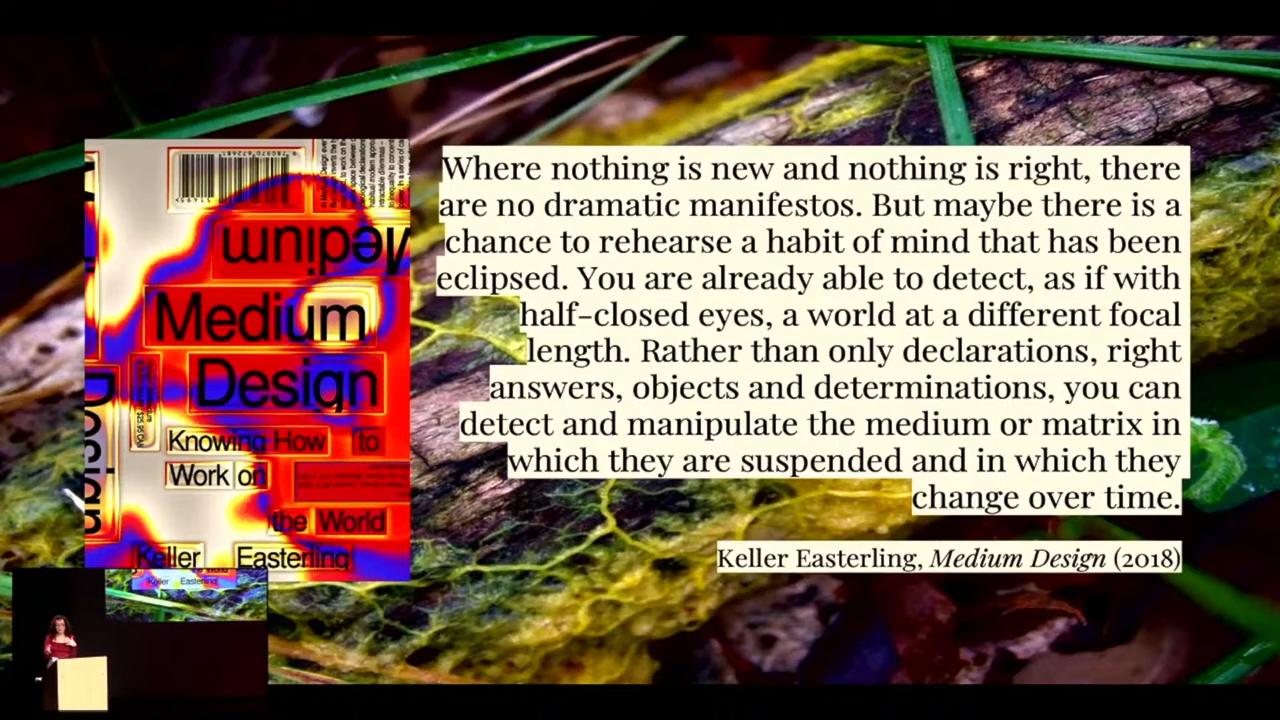 Medium
Medium
Design
Design
Knowing How to
Work on
the World
Keller Easterling
Where nothing is new and nothing is right, there
are no dramatic manifestos. But maybe there is a
chance to rehearse a habit of mind that has been
eclipsed. You are already able to detect, as if with
half-closed eyes, a world at a different focal
length. Rather than only declarations, right
answers, objects and determinations, you can
detect and manipulate the medium or matrix in
which they are suspended and in which they
change over time.
Keller Easterling, Medium Design (2018)
Keller Easterling